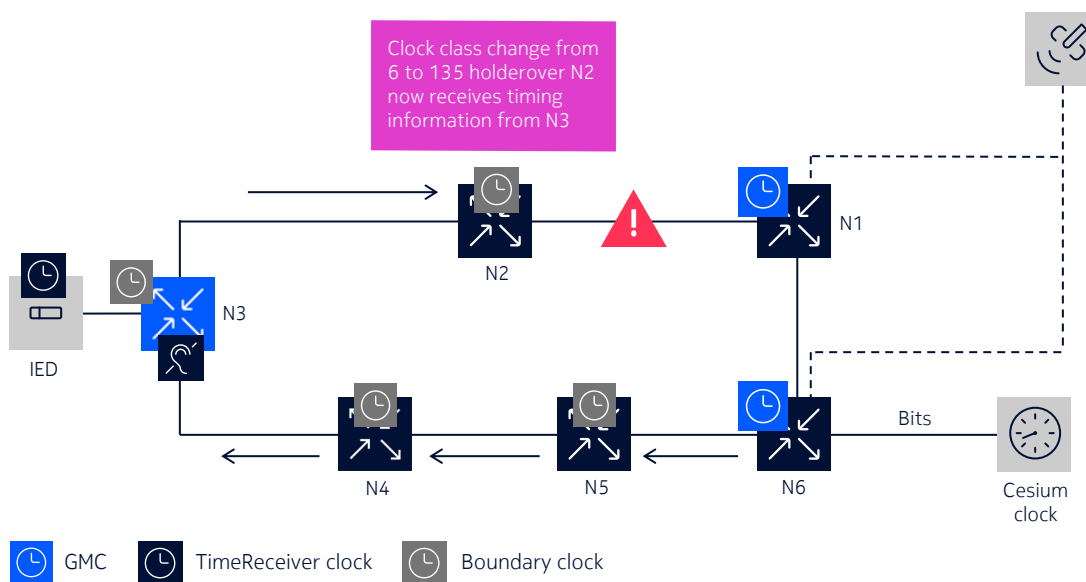 Clock class change from
6 to 135 holderover N2
now receives timing
information from N3
N1
N2
N3
IED
Bits
N4
N5
N6
Cesium
clock
GMC
TimeReceiver clock
Boundary clock